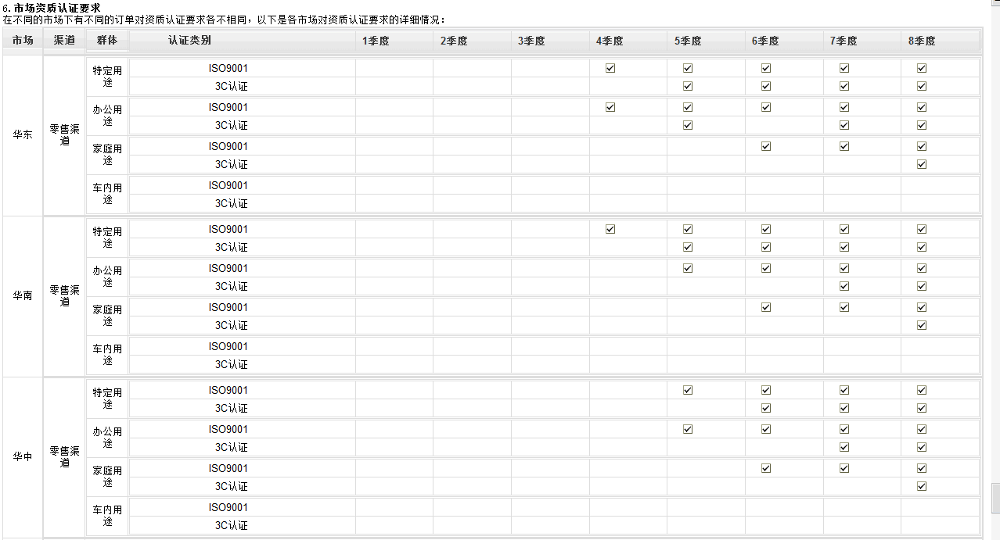 6.市场资质认证要求
在不同的市场下有不同的订单对资质认证要求各不相同，以下是各市场对资质认证要求的详细情况：
市场 渠道 群体 认证类别 1季度 2季度 3季度 4季度 5季度 6季度 7季度 8季度
华东
零售渠
道
特定用
途
ISO9001
3C认证
办公用
途
ISO9001
3C认证
家庭用
途
ISO9001
3C认证
车内用
途
ISO9001
3C认证
华南
零售渠
道
特定用
途
ISO9001
3C认证
办公用
途
ISO9001
3C认证
家庭用
途
ISO9001
3C认证
车内用
途
ISO9001
3C认证
华中
零售渠
道
特定用
途
ISO9001
3C认证
办公用
途
ISO9001
3C认证
家庭用
途
ISO9001
3C认证
车内用
途
ISO9001
3C认证